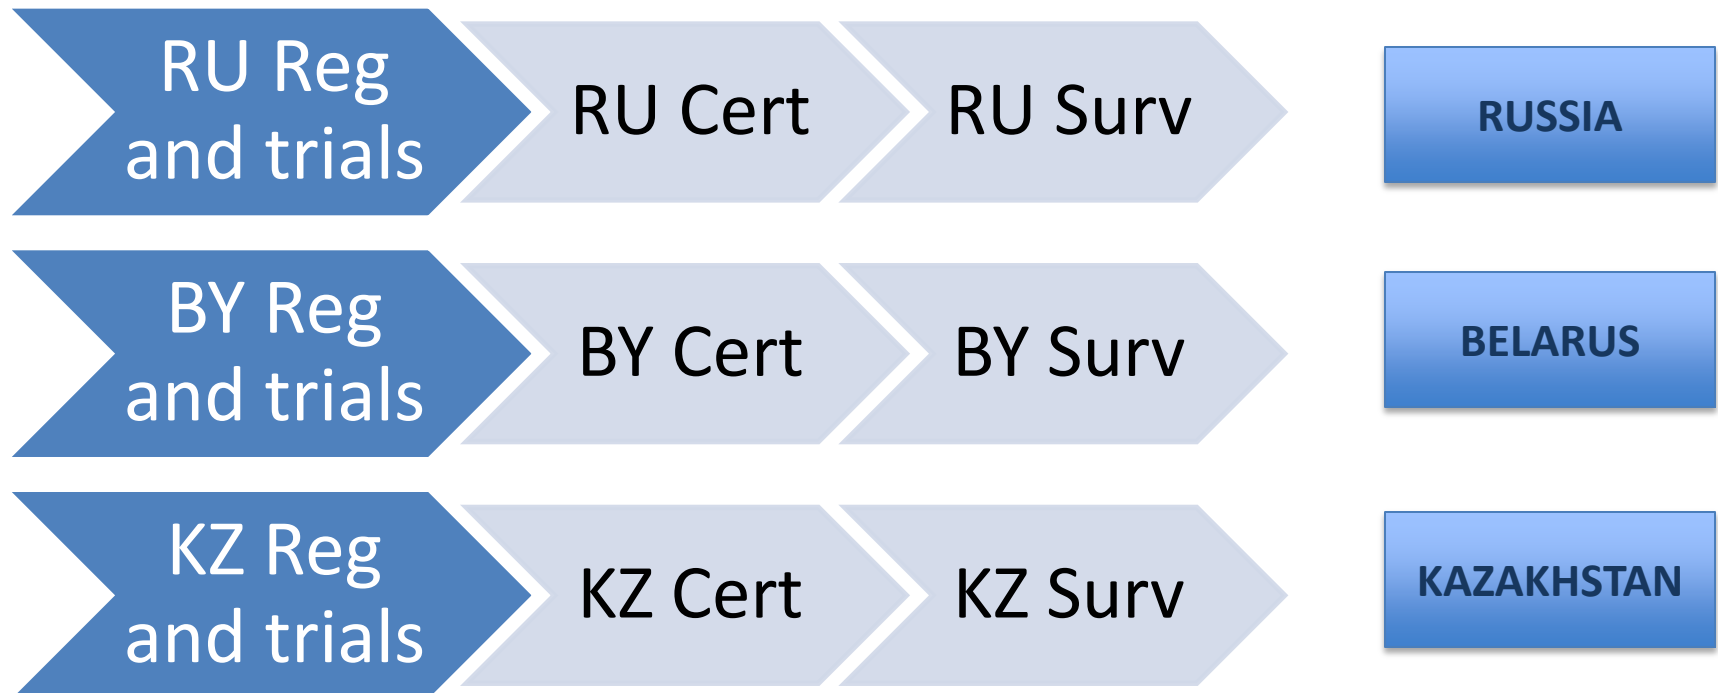 RU Reg
and trials
RU Cert
RU Surv
RUSSIA
BY Reg
and trials
BY Cert
BY Surv
BELARUS
KZ Reg
and trials
KZ Cert
KZ Surv
KAZAKHSTAN